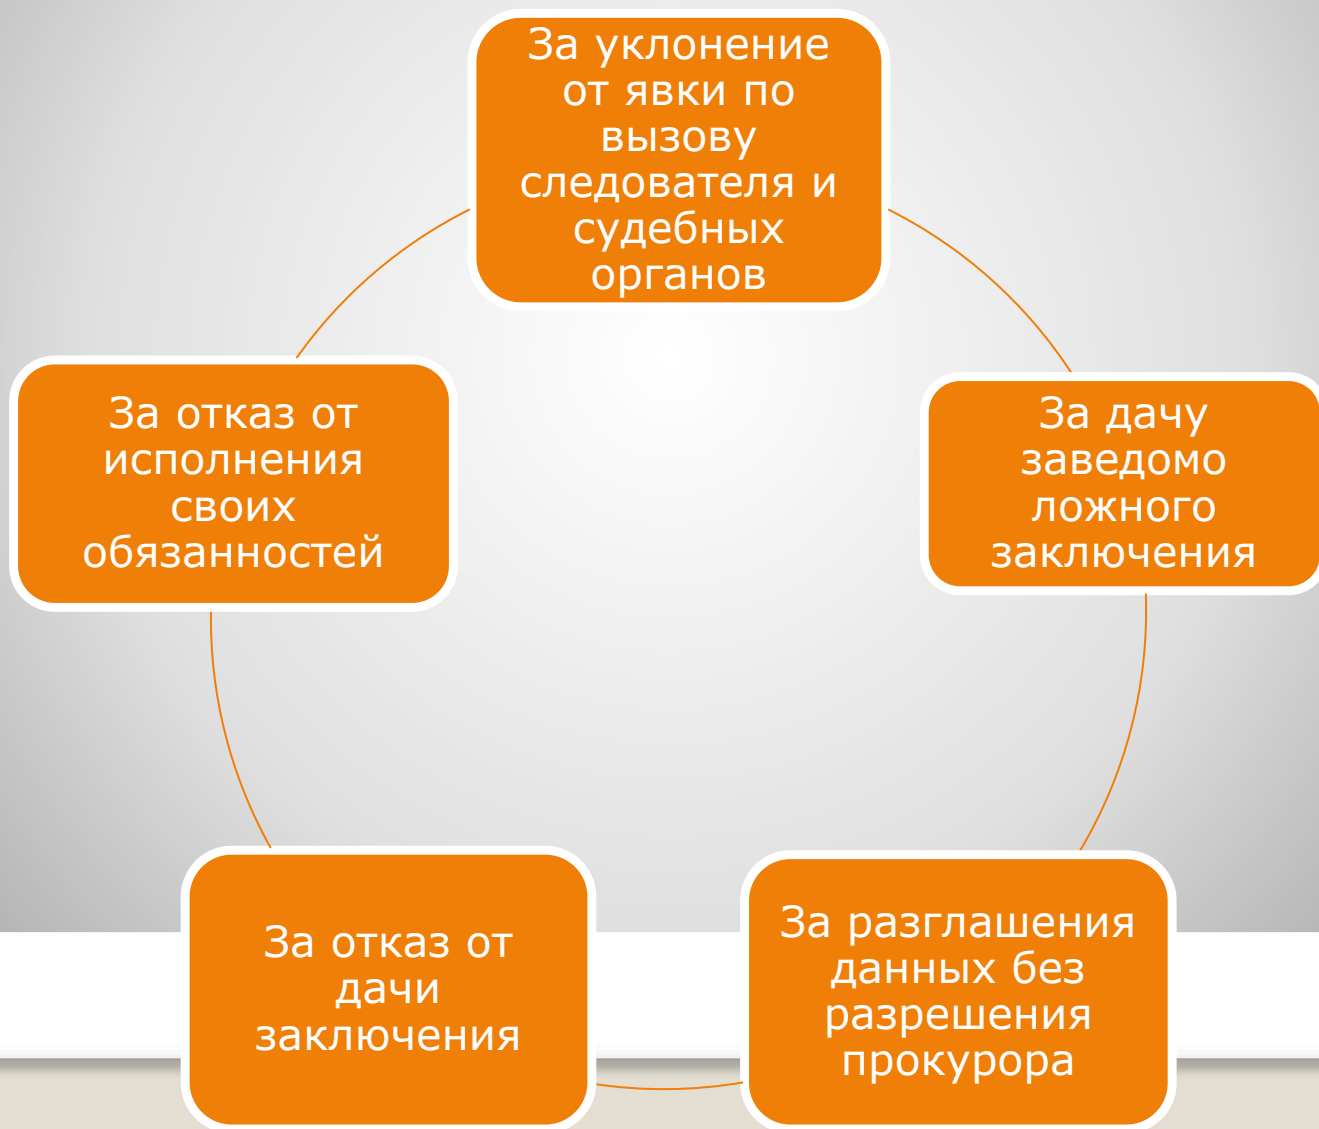 За уклонение
от явки по
вызову
следователя и
судебных
органов
За отказ от
исполнения
своих
обязанностей
За дачу
заведомо
ложного
заключения
За отказ от
дачи
заключения
За разглашения
данных без
разрешения
прокурора